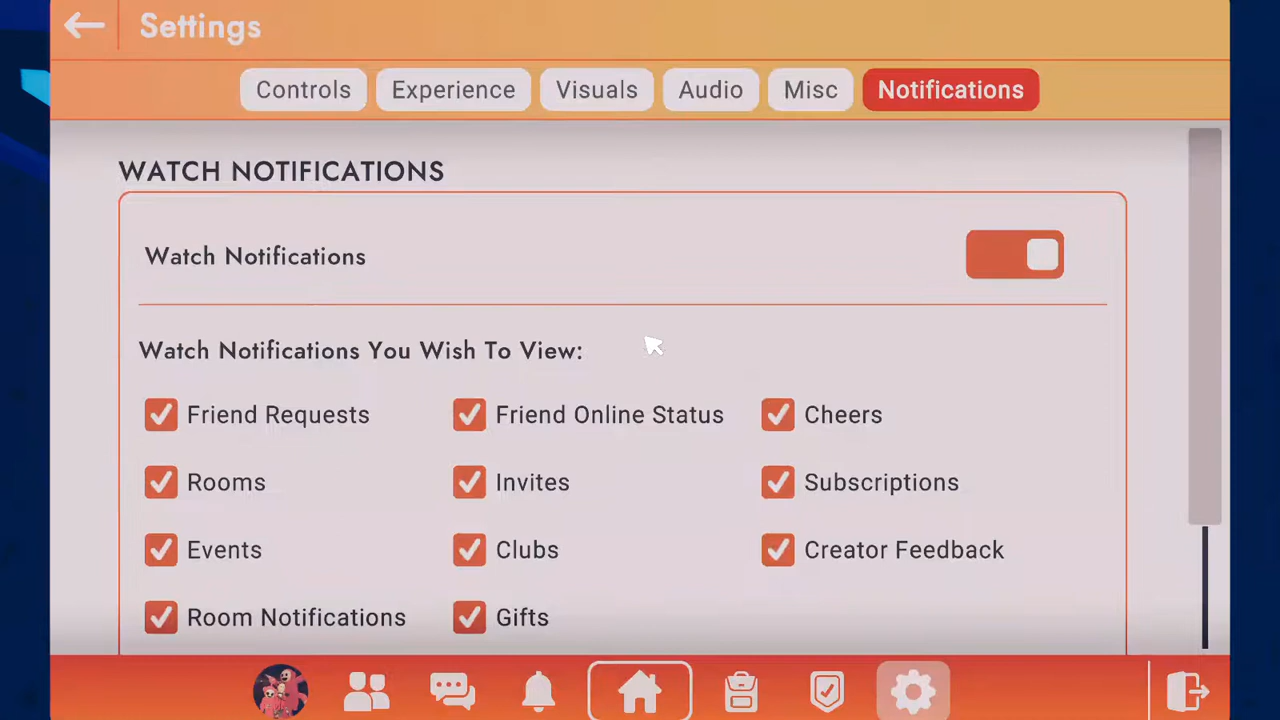 Settings
Controls Experience Visuals Audio Misc Notifications
WATCH NOTIFICATIONS
Watch Notifications
Watch Notifications You Wish To View:
Friend Requests Friend Online Status Cheers
Rooms Invites Subscriptions
Events Clubs Creator Feedback
Room Notifications Gifts